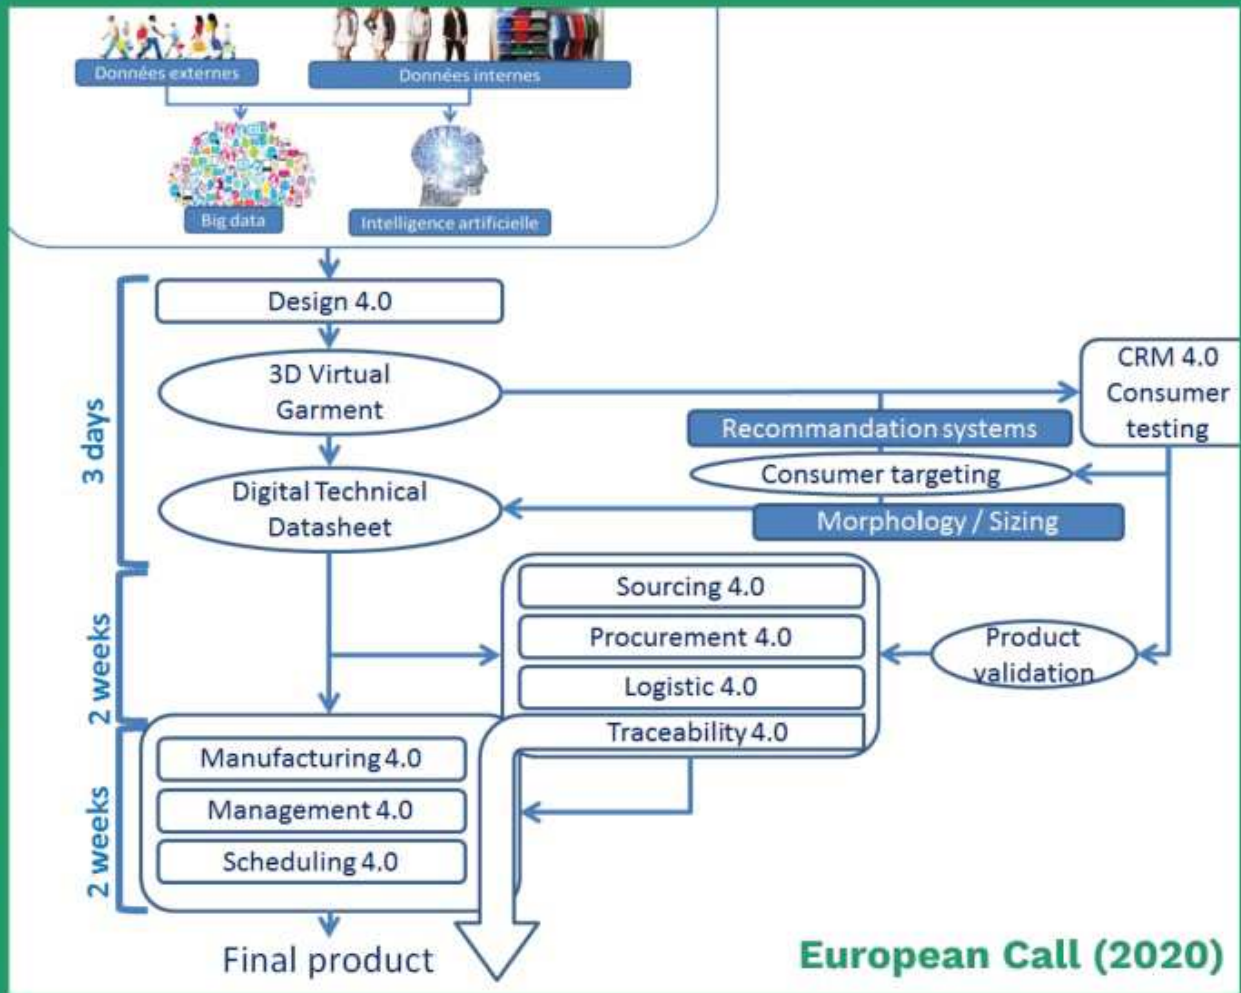 Données externes
Données internes
Big data
Intelligence artificielle
Design 4.0
3D Virtual
Garment
CRM 4.0
Consumer
testing
Recommandation systems
Consumer targeting
Digital Technical
Datasheet
Morphology / Sizing
3 days
Sourcing 4.0
Procurement 4.0
Logistic 4.0
Traceability 4.0
Product
validation
2 weeks
Manufacturing 4.0
Management 4.0
Scheduling 4.0
2 weeks
Final product
European Call (2020)